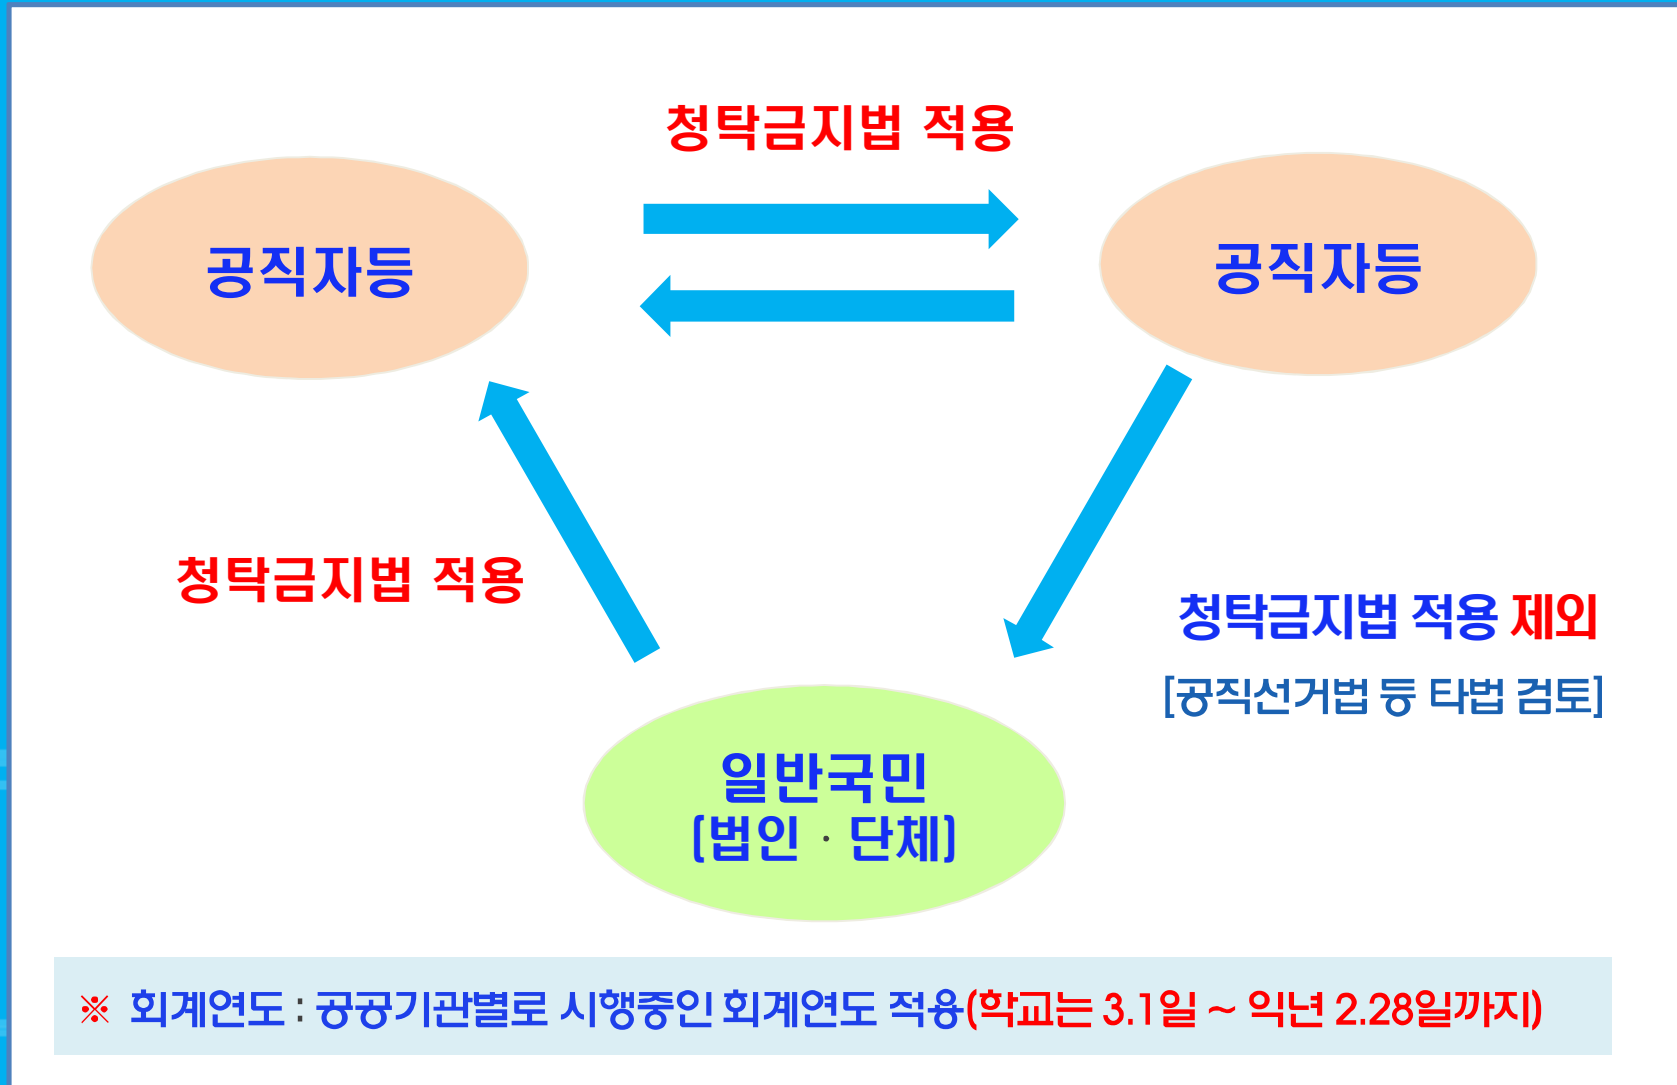 청탁금지법 적용
공직자등
공직자등
청탁금지법 적용
청탁금지법 적용 제외
[공직선거법 등 타법 검토]
일반국민
(법인 · 단체)
※ 회계연도 : 공공기관별로 시행중인 회계연도 적용(학교는 3.1일 ~ 익년 2.28일까지)